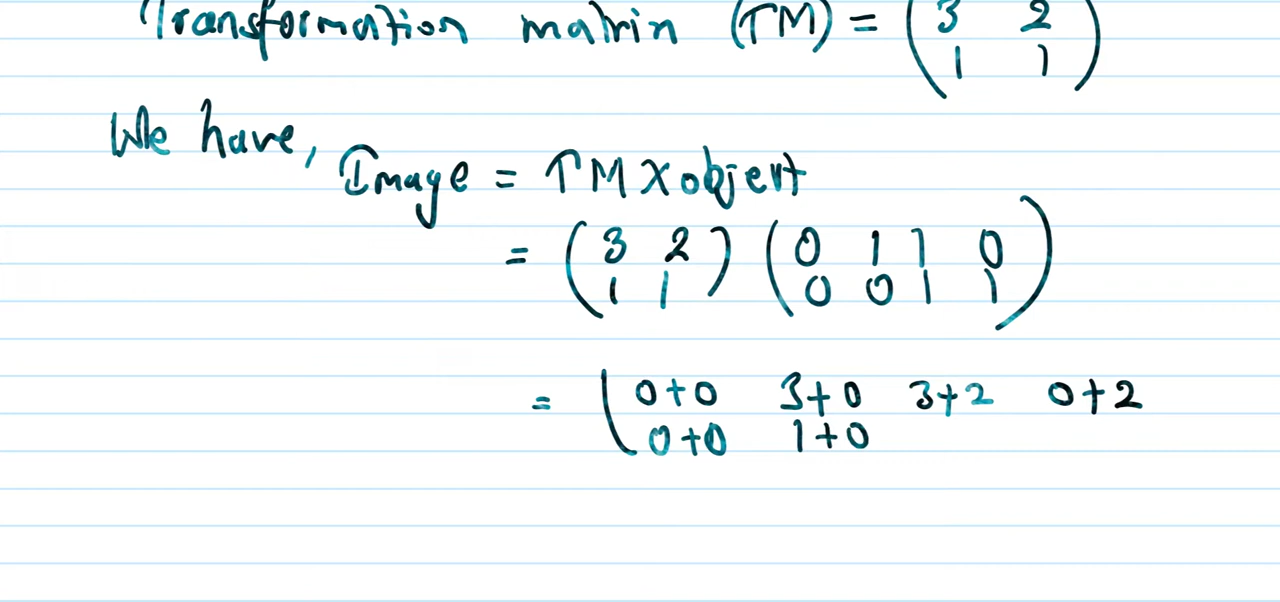 Transformation matrin (TM) = (3 2
1 1)
We have,
Image = TM X object
= (3 2
1 1) (0 1 1 0
0 0 1 1)
= (0+0 3+0 3+2 0+2
0+0 1+0